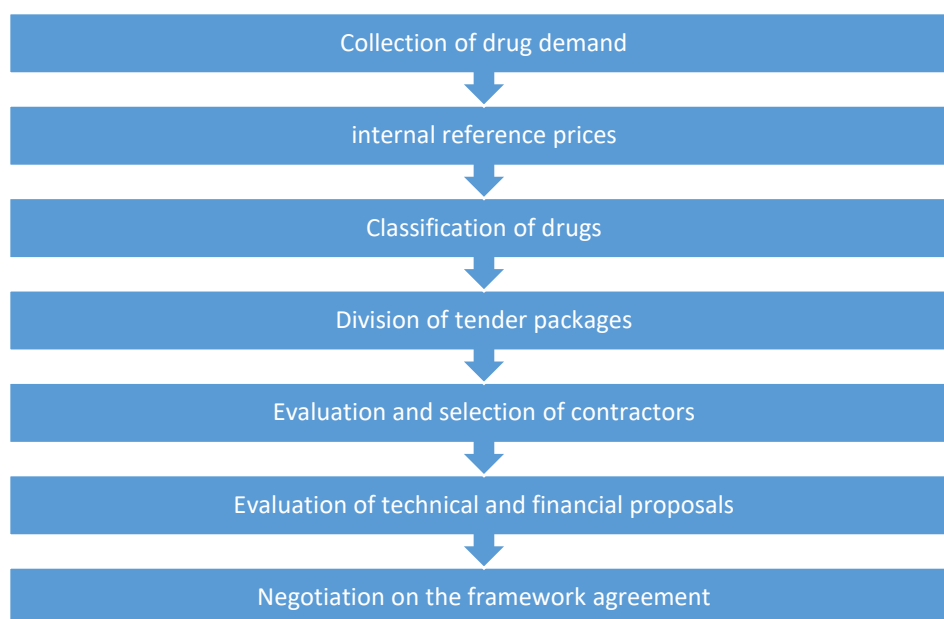 Collection of drug demand
internal reference prices
Classification of drugs
Division of tender packages
Evaluation and selection of contractors
Evaluation of technical and financial proposals
Negotiation on the framework agreement